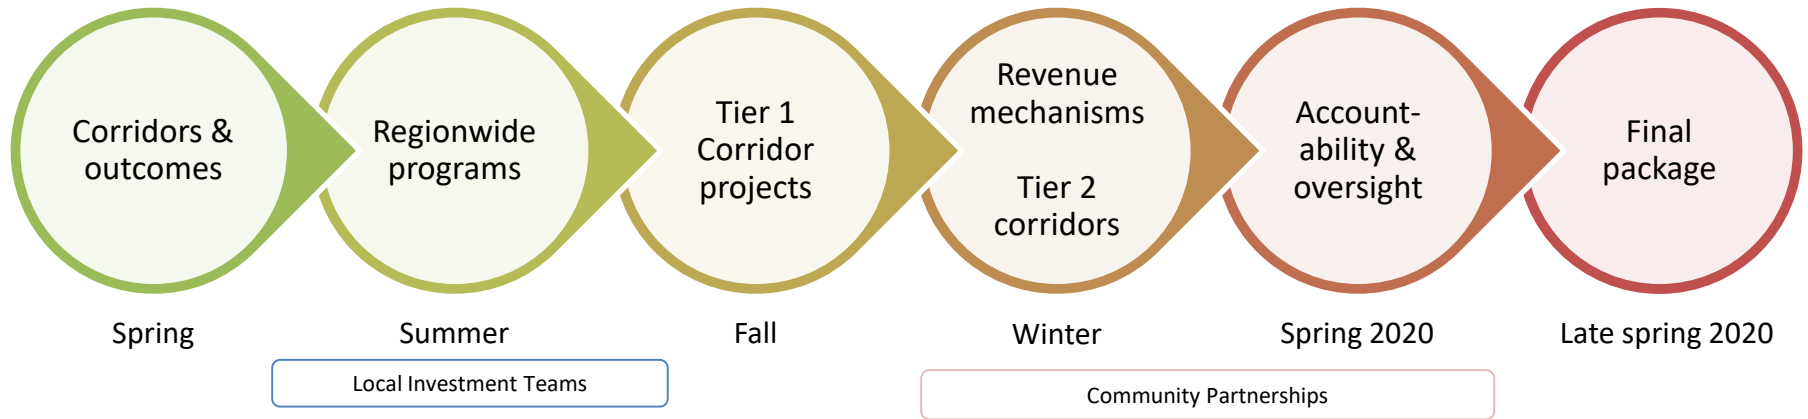 Corridors &
outcomes
Regionwide
programs
Tier 1
Corridor
projects
Revenue
mechanisms
Tier 2
corridors
Account-
ability &
oversight
Final
package
Spring
Summer
Fall
Winter
Spring 2020
Late spring 2020
Local Investment Teams
Community Partnerships